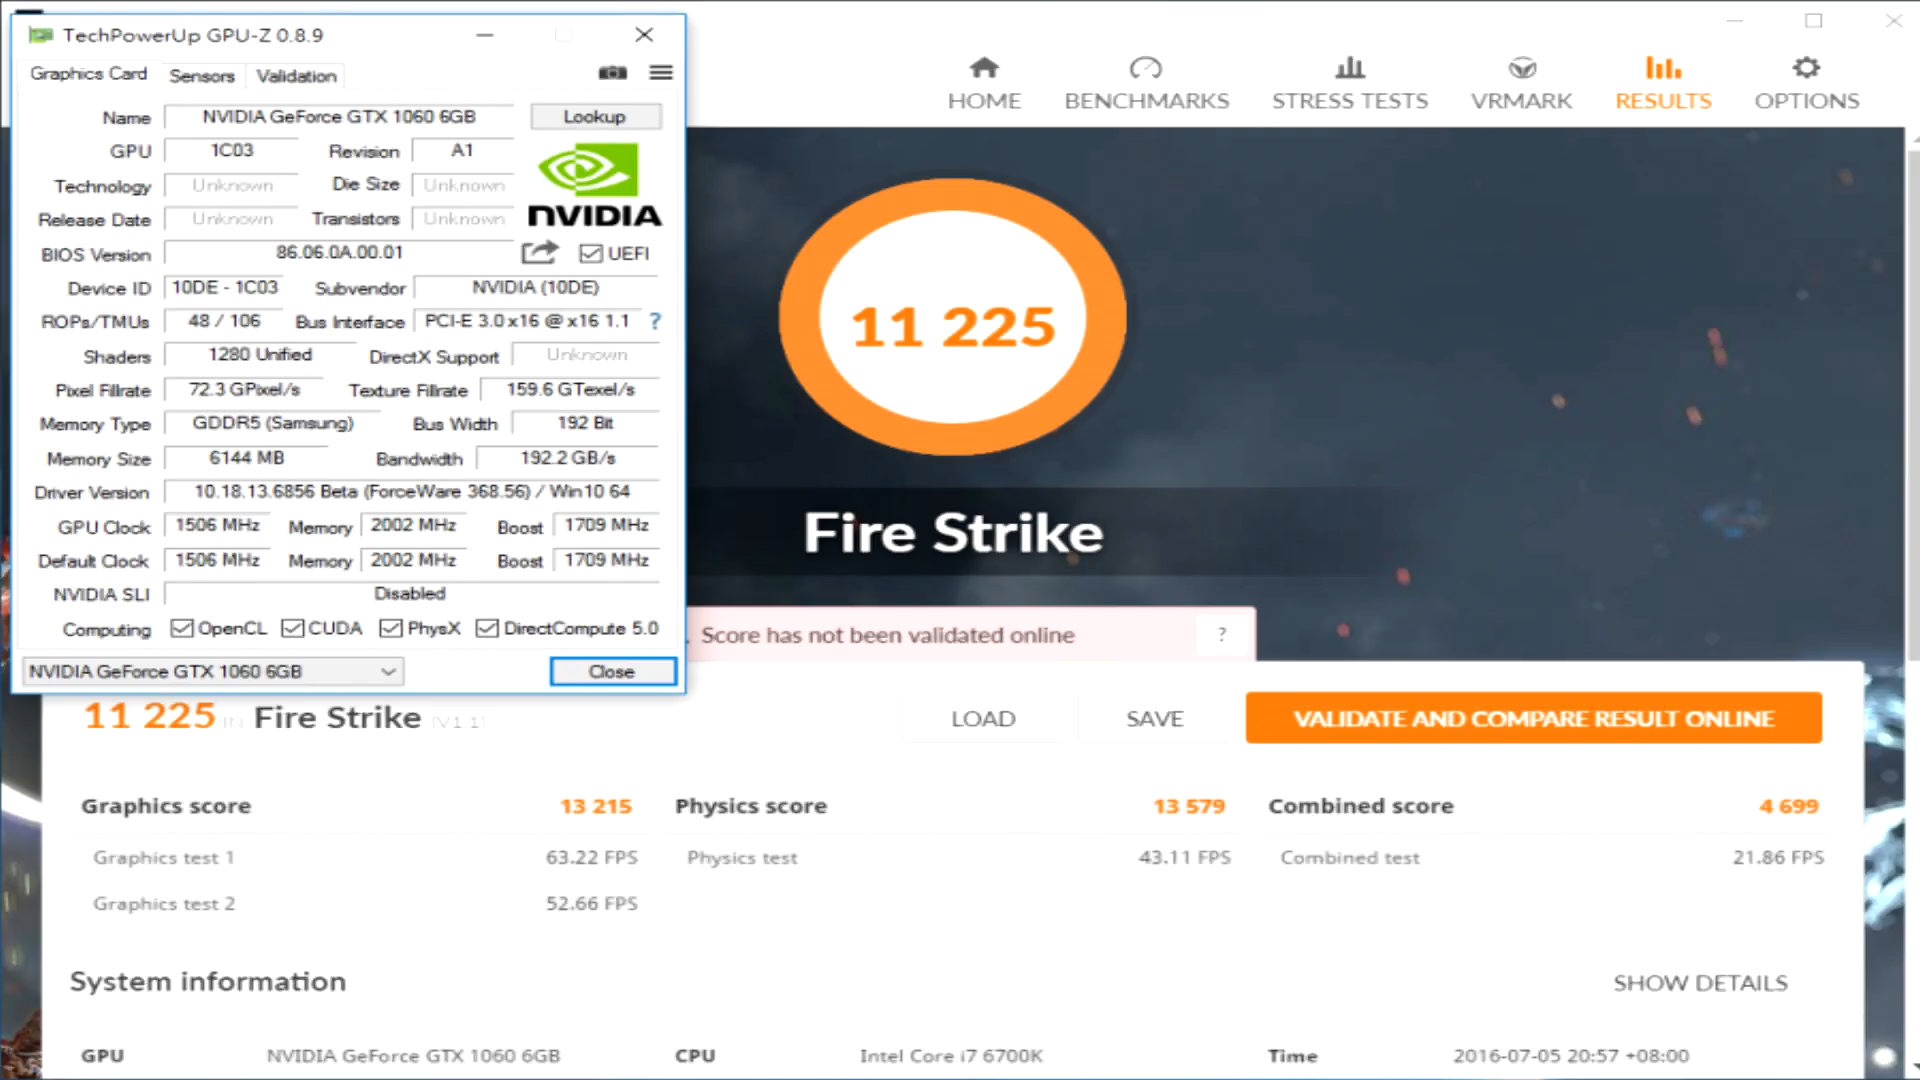 TechPowerUp GPU-Z 0.8.9
Graphics Card Sensors Validation
Name NVIDIA GeForce GTX 1060 6GB Lookup
GPU 1C03 Revision A1
Technology Unknown Die Size Unknown
Release Date Unknown Transistors Unknown
NVIDIA
BIOS Version 86.06.0A.00.01 UEFI
Device ID 10DE - 1C03 Subvendor NVIDIA (10DE)
ROPs/TMUs 48 / 106 Bus Interface PCI-E 3.0 x16 @ x16 1.1 ?
Shaders 1280 Unified DirectX Support Unknown
Pixel Fillrate 72.3 GPixel/s Texture Fillrate 159.6 GTexel/s
Memory Type GDDR5 (Samsung) Bus Width 192 Bit
Memory Size 6144 MB Bandwidth 192.2 GB/s
Driver Version 10.18.13.6856 Beta (ForceWare 368.56) / Win10 64
GPU Clock 1506 MHz Memory 2002 MHz Boost 1709 MHz
Default Clock 1506 MHz Memory 2002 MHz Boost 1709 MHz
NVIDIA SLI Disabled
Computing OpenCL CUDA PhysX DirectCompute 5.0
NVIDIA GeForce GTX 1060 6GB Close
HOME BENCHMARKS STRESS TESTS VRMARK RESULTS OPTIONS
11 225
Fire Strike
Score has not been validated online ?
11 225 IN Fire Strike (V1.1)
LOAD SAVE VALIDATE AND COMPARE RESULT ONLINE
Graphics score 13 215 Physics score 13 579 Combined score 4 699
Graphics test 1 63.22 FPS Physics test 43.11 FPS Combined test 21.86 FPS
Graphics test 2 52.66 FPS
System information SHOW DETAILS
GPU NVIDIA GeForce GTX 1060 6GB CPU Intel Core i7 6700K Time 2016-07-05 20:57 +08:00